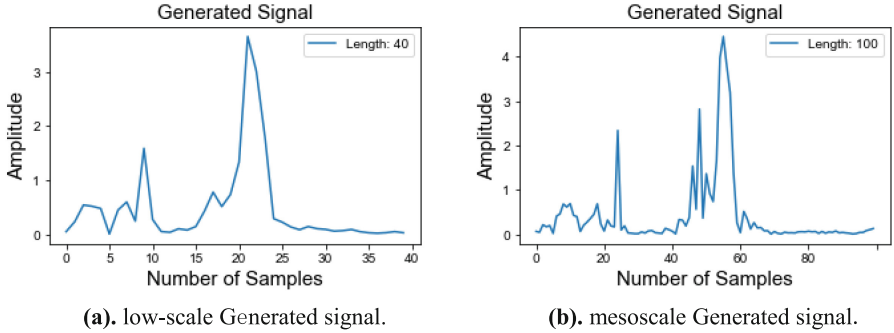 Generated Signal
Length: 40
3
2
1
0
Amplitude
0 5 10 15 20 25 30 35 40
Number of Samples
(a). low-scale Generated signal.
Generated Signal
Length: 100
4
3
2
1
0
Amplitude
0 20 40 60 80
Number of Samples
(b). mesoscale Generated signal.